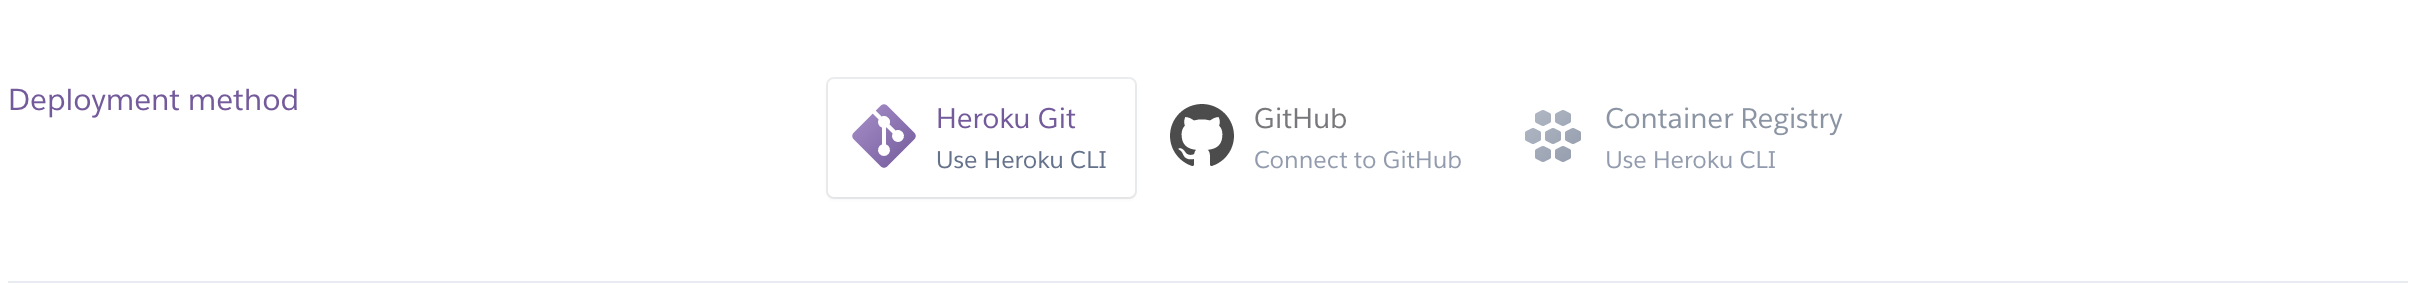 Deployment method
Heroku Git
Use Heroku CLI
GitHub
Connect to GitHub
Container Registry
Use Heroku CLI